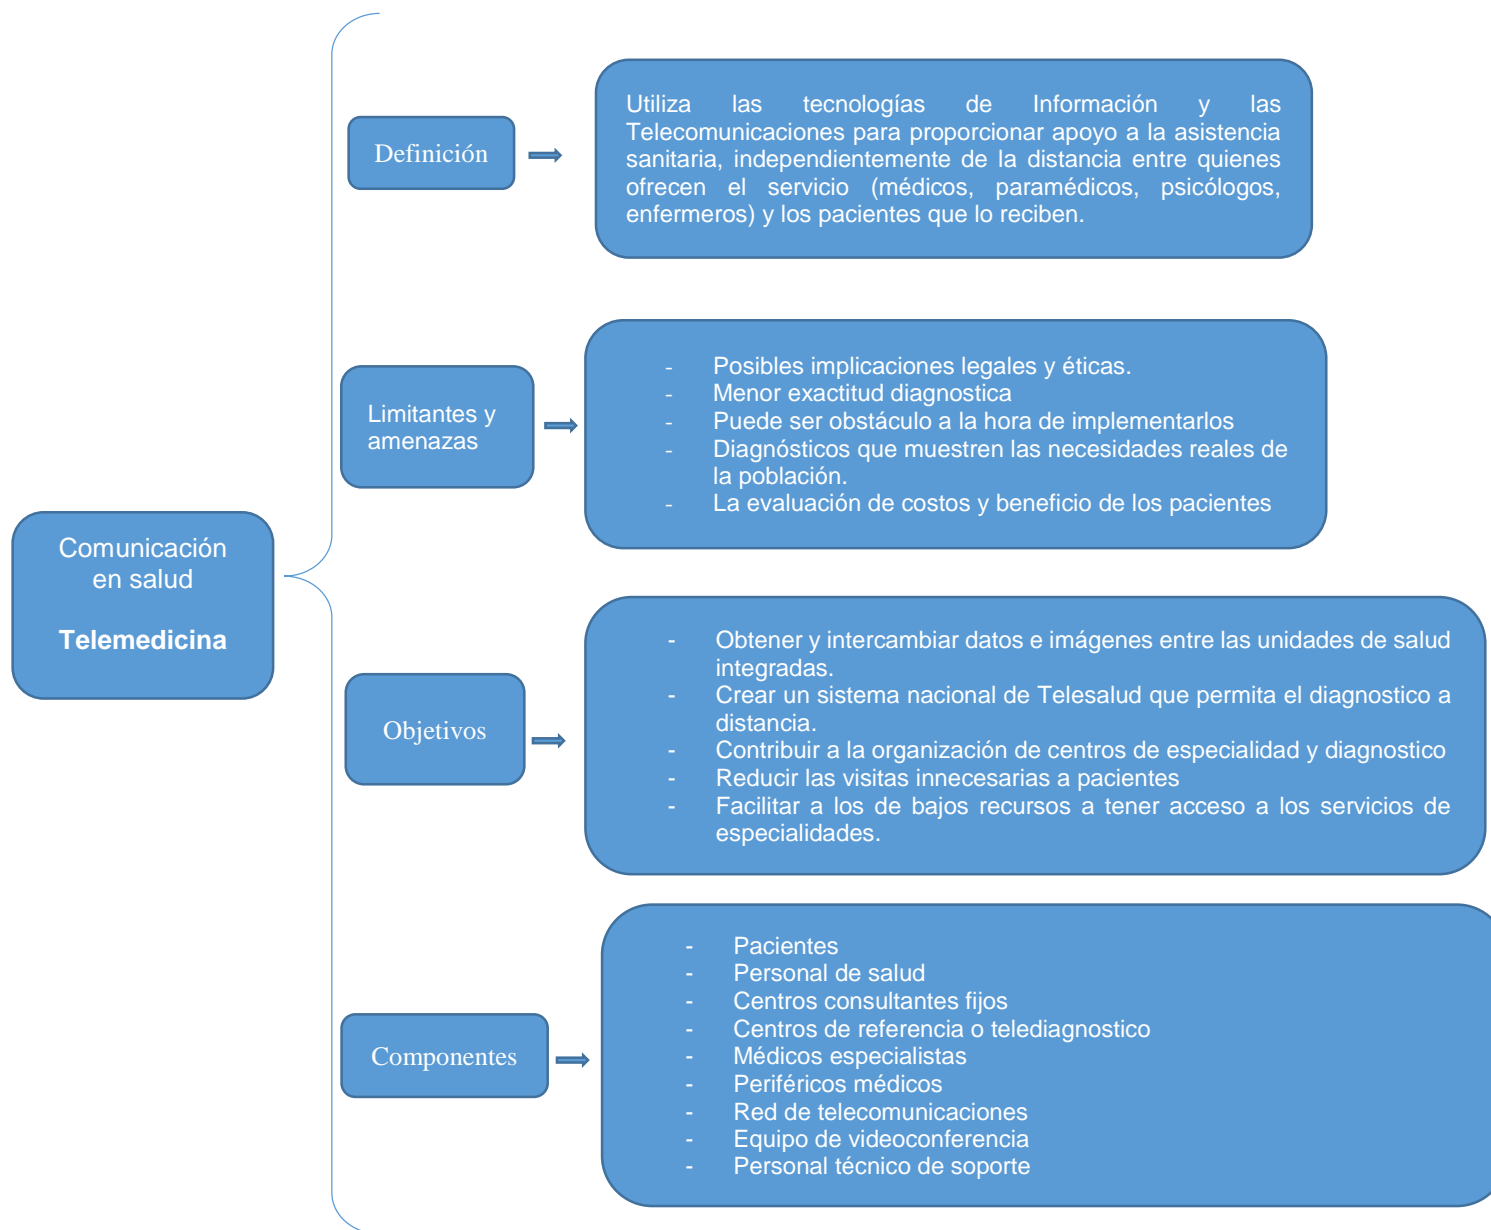 Comunicación
en salud
Telemedicina
Definición
Utiliza las tecnologías de Información y las
Telecomunicaciones para proporcionar apoyo a la asistencia
sanitaria, independientemente de la distancia entre quienes
ofrecen el servicio (médicos, paramédicos, psicólogos,
enfermeros) y los pacientes que lo reciben.
Limitantes y
amenazas
- Posibles implicaciones legales y éticas.
- Menor exactitud diagnostica
- Puede ser obstáculo a la hora de implementarlos
- Diagnósticos que muestren las necesidades reales de
la población.
- La evaluación de costos y beneficio de los pacientes
Objetivos
- Obtener y intercambiar datos e imágenes entre las unidades de salud
integradas.
- Crear un sistema nacional de Telesalud que permita el diagnostico a
distancia.
- Contribuir a la organización de centros de especialidad y diagnostico
- Reducir las visitas innecesarias a pacientes
- Facilitar a los de bajos recursos a tener acceso a los servicios de
especialidades.
Componentes
- Pacientes
- Personal de salud
- Centros consultantes fijos
- Centros de referencia o telediagnostico
- Médicos especialistas
- Periféricos médicos
- Red de telecomunicaciones
- Equipo de videoconferencia
- Personal técnico de soporte